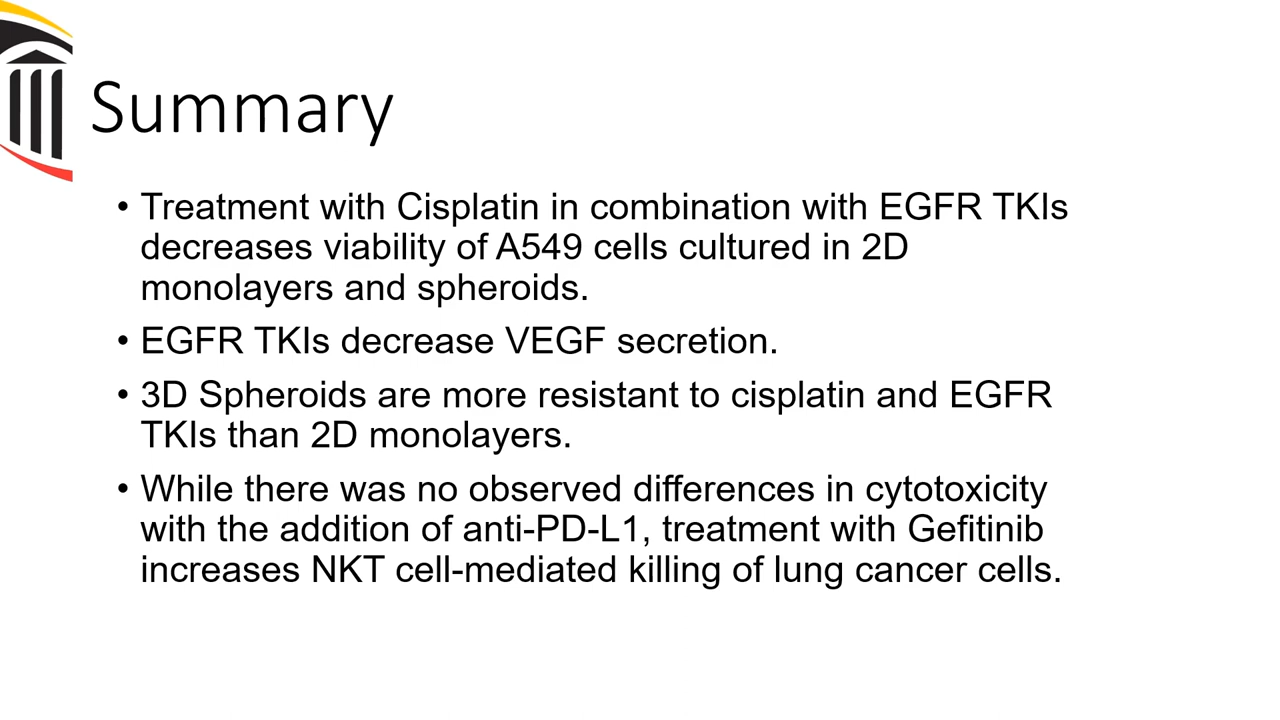 Summary
• Treatment with Cisplatin in combination with EGFR TKIs
decreases viability of A549 cells cultured in 2D
monolayers and spheroids.
• EGFR TKIs decrease VEGF secretion.
• 3D Spheroids are more resistant to cisplatin and EGFR
TKIs than 2D monolayers.
• While there was no observed differences in cytotoxicity
with the addition of anti-PD-L1, treatment with Gefitinib
increases NKT cell-mediated killing of lung cancer cells.